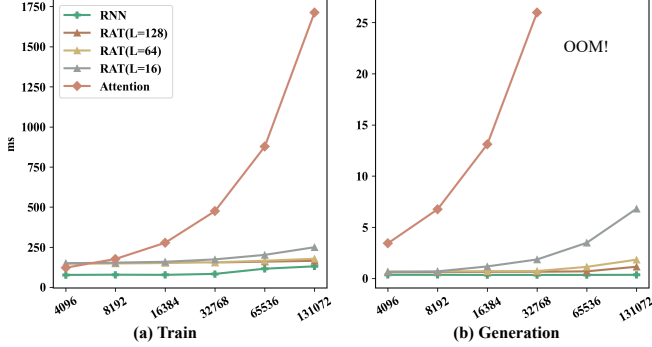 1750
1500
1250
1000
750
500
250
0
ms
RNN
RAT(L=128)
RAT(L=64)
RAT(L=16)
Attention
4096
8192
16384
32768
65536
131072
(a) Train
25
20
15
10
5
0
OOM!
4096
8192
16384
32768
65536
131072
(b) Generation